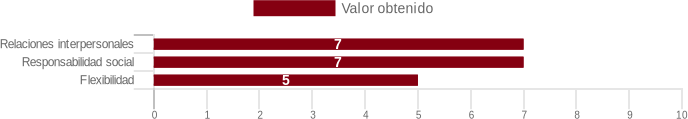 Valor obtenido
Relaciones interpersonales 7
Responsabilidad social 7
Flexibilidad 5
0 1 2 3 4 5 6 7 8 9 10